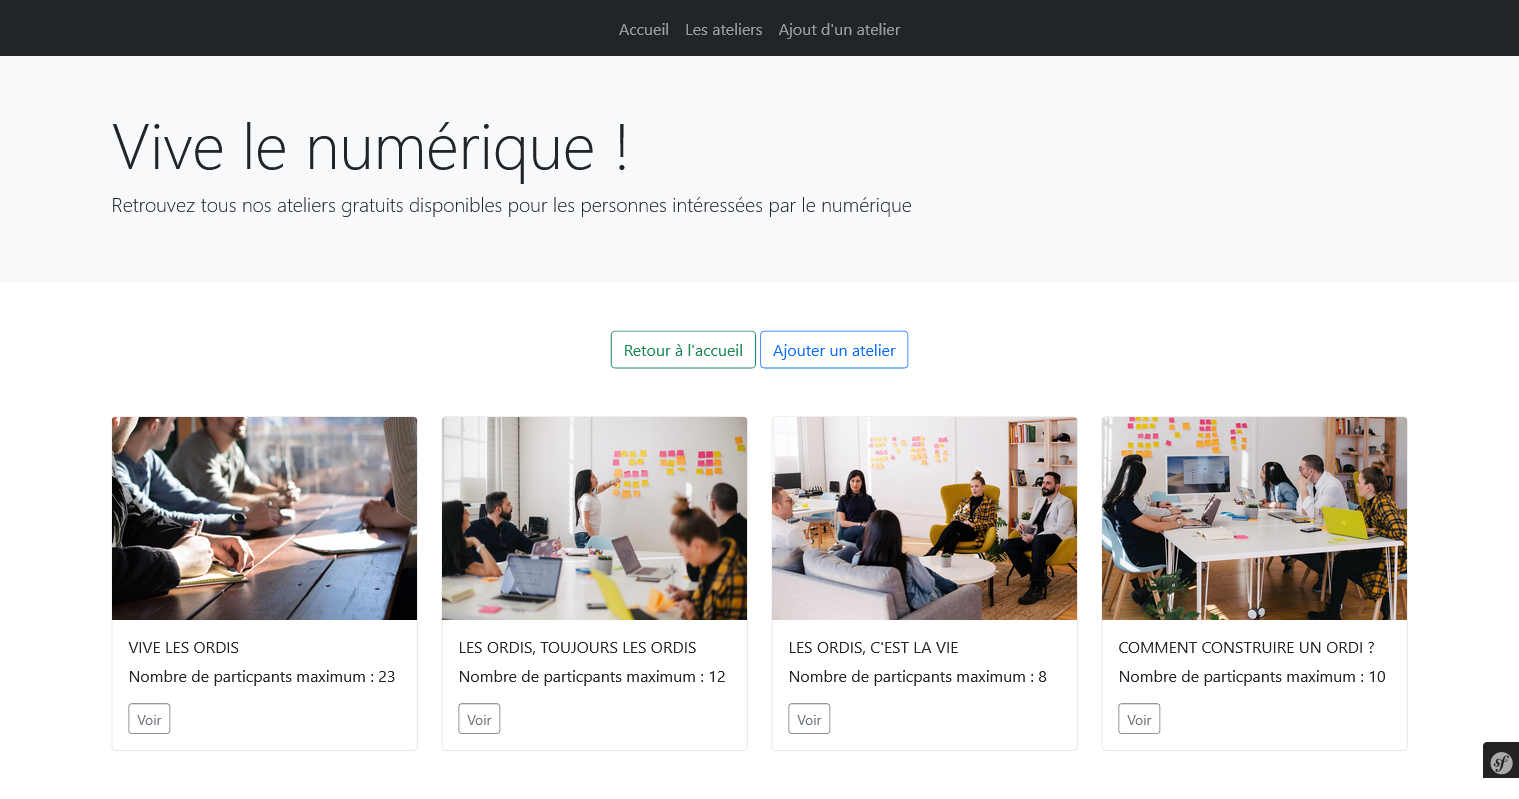 Accueil Les ateliers Ajout d'un atelier
Vive le numérique !
Retrouvez tous nos ateliers gratuits disponibles pour les personnes intéressées par le numérique
Retour à l'accueil Ajouter un atelier
VIVE LES ORDIS
Nombre de particpants maximum : 23
Voir
LES ORDIS, TOUJOURS LES ORDIS
Nombre de particpants maximum : 12
Voir
LES ORDIS, C'EST LA VIE
Nombre de particpants maximum : 8
Voir
COMMENT CONSTRUIRE UN ORDI ?
Nombre de particpants maximum : 10
Voir
sf